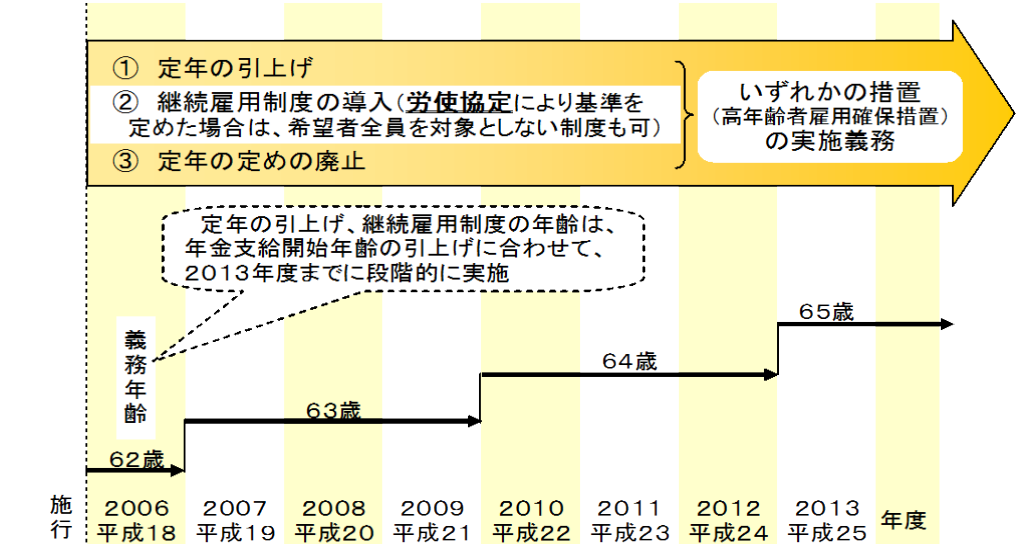 ① 定年の引上げ
② 継続雇用制度の導入(労使協定により基準を
定めた場合は、希望者全員を対象としない制度も可)
③ 定年の定めの廃止
いずれかの措置
(高年齢者雇用確保措置)
の実施義務
定年の引上げ、継続雇用制度の年齢は、
年金支給開始年齢の引上げに合わせて、
2013年度までに段階的に実施
義務年齢
62歳
63歳
64歳
65歳
施行
2006 2007 2008 2009 2010 2011 2012 2013 年度
平成18 平成19 平成20 平成21 平成22 平成23 平成24 平成25